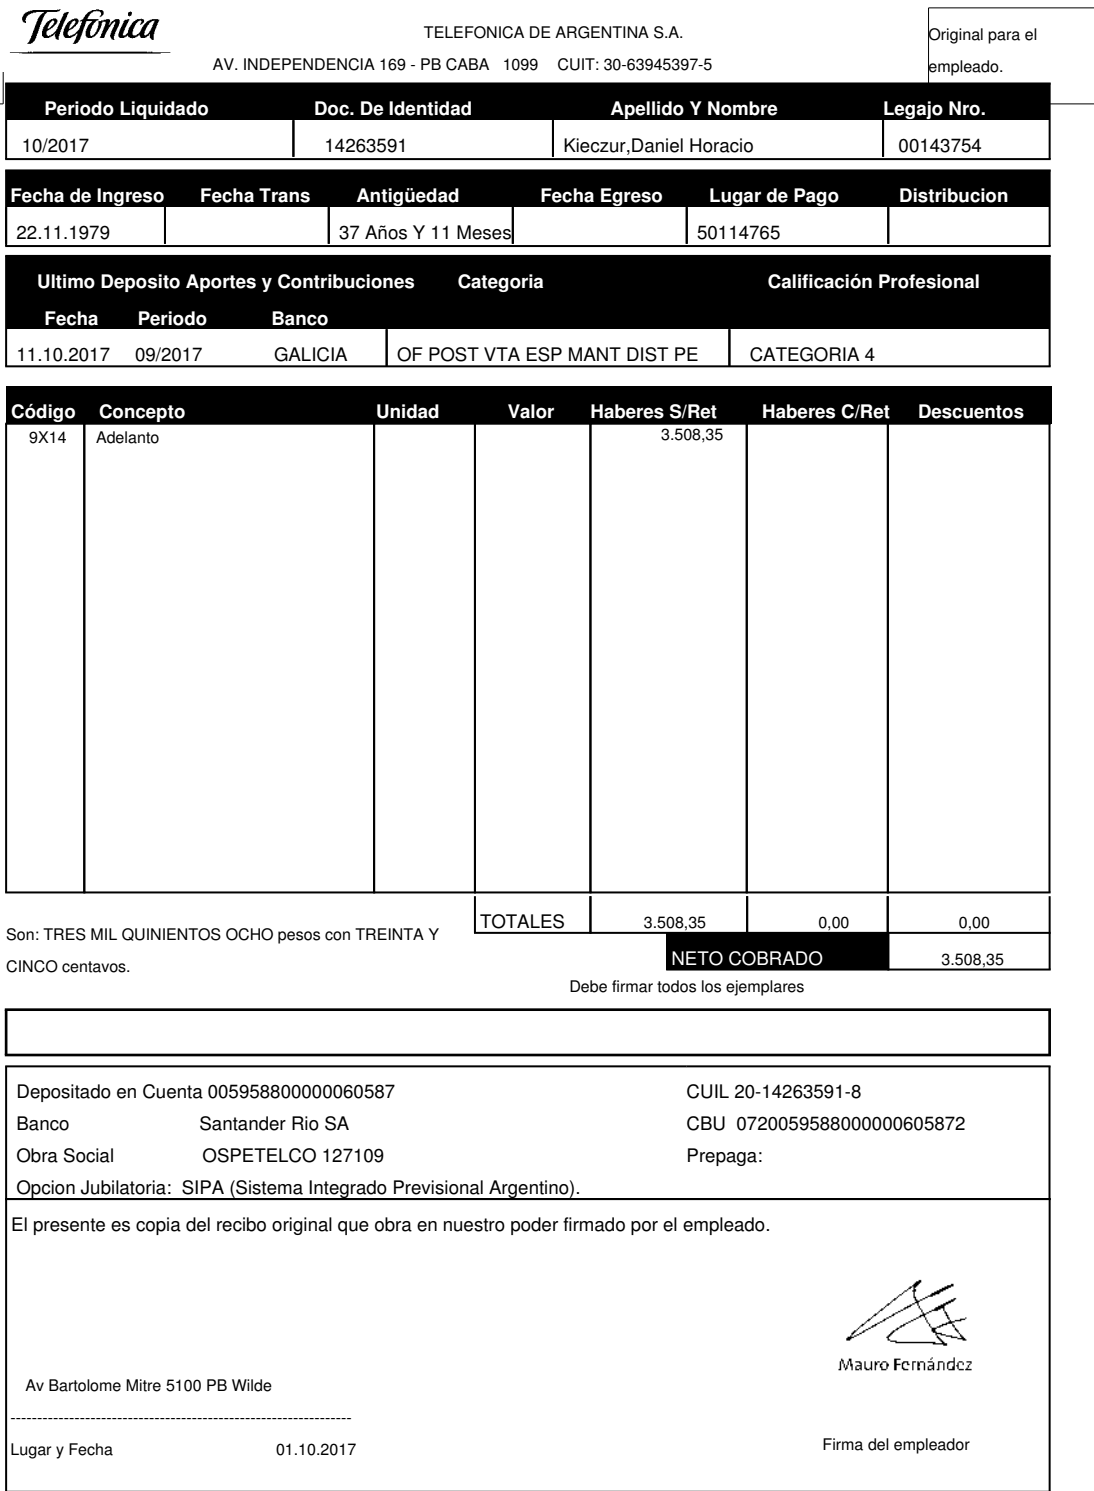 Telefónica
TELEFONICA DE ARGENTINA S.A.
AV. INDEPENDENCIA 169 - PB CABA 1099 CUIT: 30-63945397-5
Original para el
empleado.
Periodo Liquidado Doc. De Identidad Apellido Y Nombre Legajo Nro.
10/2017 14263591 Kieczur,Daniel Horacio 00143754
Fecha de Ingreso Fecha Trans Antigüedad Fecha Egreso Lugar de Pago Distribucion
22.11.1979 37 Años Y 11 Meses 50114765
Ultimo Deposito Aportes y Contribuciones Categoria Calificación Profesional
Fecha Periodo Banco
11.10.2017 09/2017 GALICIA OF POST VTA ESP MANT DIST PE CATEGORIA 4
Código Concepto Unidad Valor Haberes S/Ret Haberes C/Ret Descuentos
9X14 Adelanto 3.508,35
TOTALES 3.508,35 0,00 0,00
Son: TRES MIL QUINIENTOS OCHO pesos con TREINTA Y
CINCO centavos.
NETO COBRADO 3.508,35
Debe firmar todos los ejemplares
Depositado en Cuenta 005958800000060587 CUIL 20-14263591-8
Banco Santander Rio SA CBU 0720059588000000605872
Obra Social OSPETELCO 127109 Prepaga:
Opcion Jubilatoria: SIPA (Sistema Integrado Previsional Argentino).
El presente es copia del recibo original que obra en nuestro poder firmado por el empleado.
Mauro Fernández
Av Bartolome Mitre 5100 PB Wilde
-----------------------------------------------------------------
Lugar y Fecha 01.10.2017 Firma del empleador